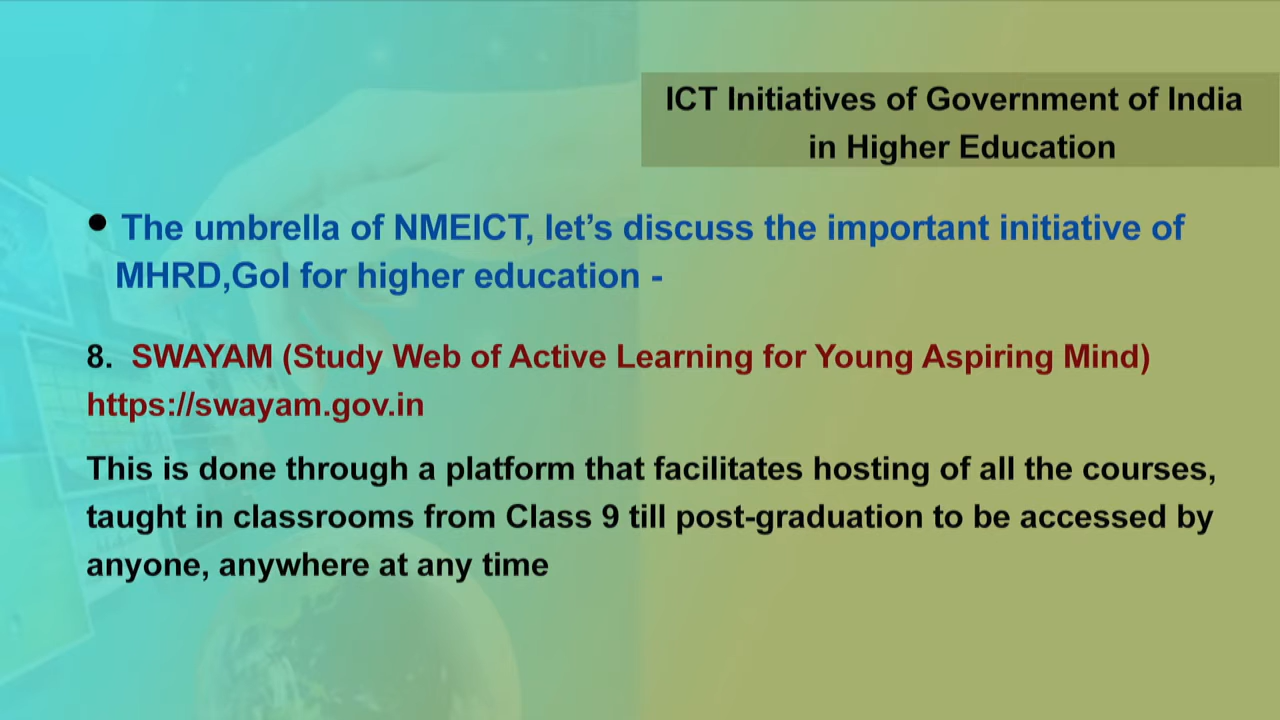 ICT Initiatives of Government of India
in Higher Education
• The umbrella of NMEICT, let’s discuss the important initiative of
MHRD,GoI for higher education -
8. SWAYAM (Study Web of Active Learning for Young Aspiring Mind)
https://swayam.gov.in
This is done through a platform that facilitates hosting of all the courses,
taught in classrooms from Class 9 till post-graduation to be accessed by
anyone, anywhere at any time